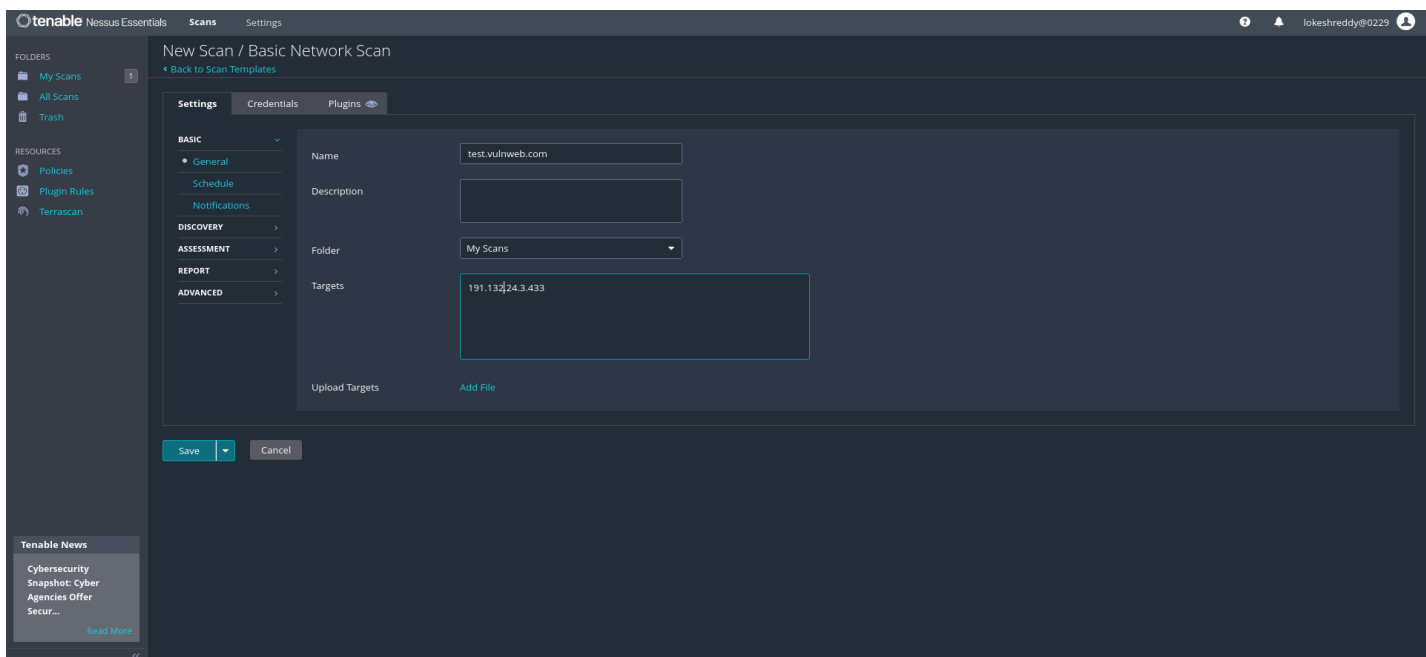 tenable Nessus Essentials Scans Settings lokeshreddy@0229
FOLDERS
My Scans 1
All Scans
Trash
RESOURCES
Policies
Plugin Rules
Terrascan
New Scan / Basic Network Scan
Back to Scan Templates
Settings Credentials Plugins
BASIC
General
Schedule
Notifications
DISCOVERY
ASSESSMENT
REPORT
ADVANCED
Name test.vulnweb.com
Description
Folder My Scans
Targets 191.132.24.3.433
Upload Targets Add File
Save Cancel
Tenable News
Cybersecurity
Snapshot: Cyber
Agencies Offer
Secur...
Read More